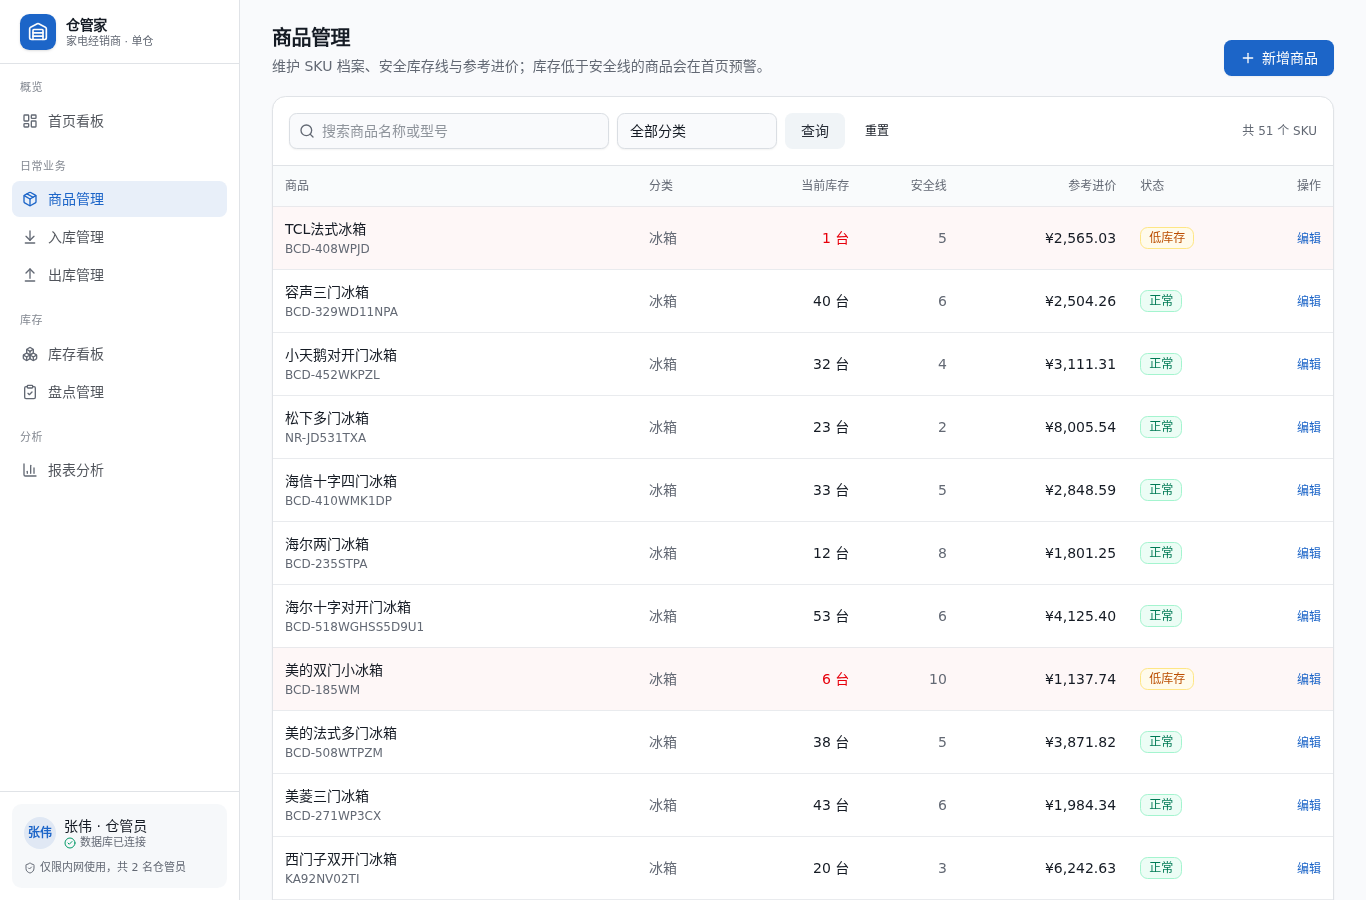 仓管家
家电经销商 · 单仓
概览
首页看板
日常业务
商品管理
入库管理
出库管理
库存
库存看板
盘点管理
分析
报表分析
张伟
张伟 · 仓管员
数据库已连接
仅限内网使用，共 2 名仓管员
商品管理
维护 SKU 档案、安全库存线与参考进价；库存低于安全线的商品会在首页预警。
新增商品
搜索商品名称或型号 全部分类 查询 重置 共 51 个 SKU
商品 分类 当前库存 安全线 参考进价 状态 操作
TCL法式冰箱
BCD-408WPJD
冰箱 1 台 5 ¥2,565.03 低库存 编辑
容声三门冰箱
BCD-329WD11NPA
冰箱 40 台 6 ¥2,504.26 正常 编辑
小天鹅对开门冰箱
BCD-452WKPZL
冰箱 32 台 4 ¥3,111.31 正常 编辑
松下多门冰箱
NR-JD531TXA
冰箱 23 台 2 ¥8,005.54 正常 编辑
海信十字四门冰箱
BCD-410WMK1DP
冰箱 33 台 5 ¥2,848.59 正常 编辑
海尔两门冰箱
BCD-235STPA
冰箱 12 台 8 ¥1,801.25 正常 编辑
海尔十字对开门冰箱
BCD-518WGHSS5D9U1
冰箱 53 台 6 ¥4,125.40 正常 编辑
美的双门小冰箱
BCD-185WM
冰箱 6 台 10 ¥1,137.74 低库存 编辑
美的法式多门冰箱
BCD-508WTPZM
冰箱 38 台 5 ¥3,871.82 正常 编辑
美菱三门冰箱
BCD-271WP3CX
冰箱 43 台 6 ¥1,984.34 正常 编辑
西门子双开门冰箱
KA92NV02TI
冰箱 20 台 3 ¥6,242.63 正常 编辑